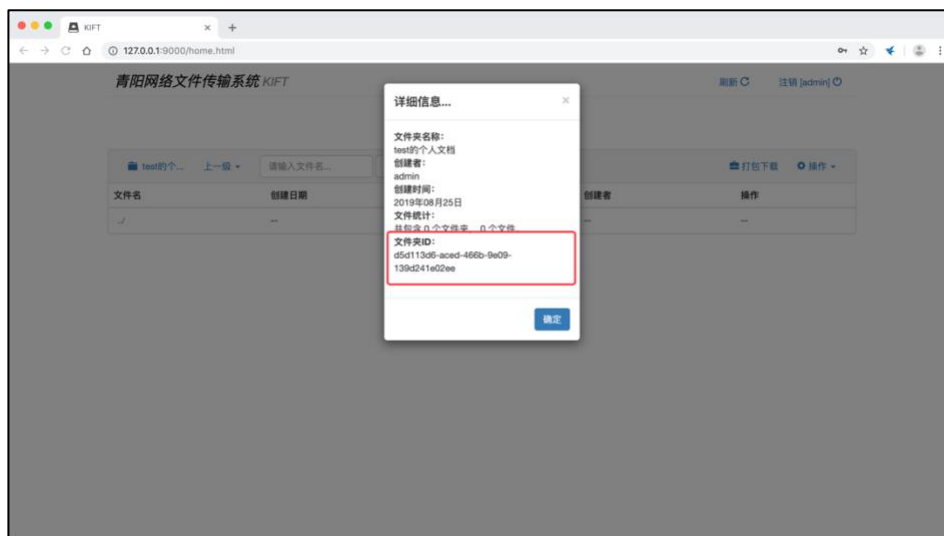 KIFT
127.0.0.1:9000/home.html
青阳网络文件传输系统 KIFT
刷新
注销 [admin]
test的个... 上一级
请输入文件名...
打包下载 操作
文件名 创建日期 创建者 操作
./ -- -- --
详细信息...
×
文件夹名称：
test的个人文档
创建者：
admin
创建时间：
2019年08月25日
文件统计：
共包含 0 个文件夹， 0 个文件。
文件夹ID：
d5d113d6-aced-466b-9e09-
139d241e02ee
确定